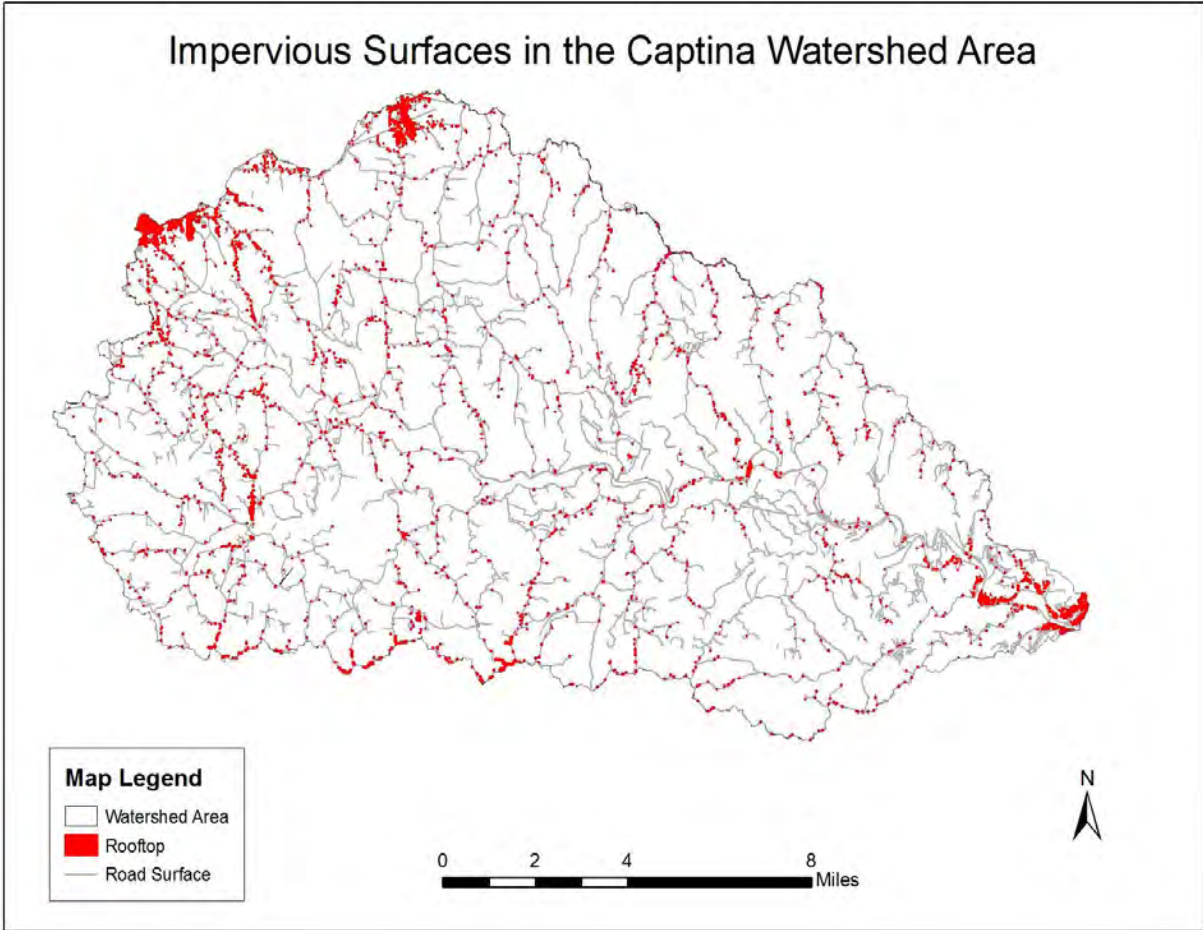 Impervious Surfaces in the Captina Watershed Area
Map Legend
Watershed Area
Rooftop
Road Surface
N
0 2 4 8
Miles